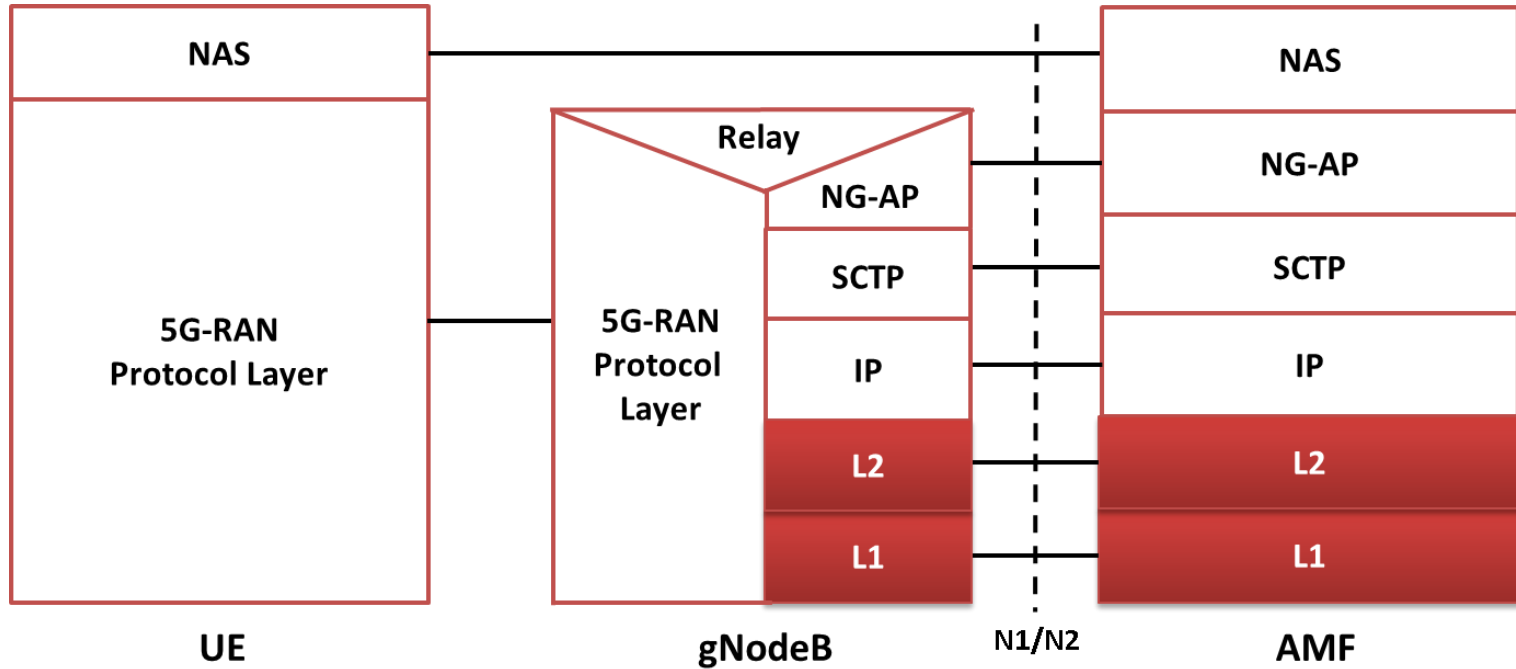 NAS
5G-RAN
Protocol Layer
UE
Relay
NG-AP
SCTP
5G-RAN
Protocol
Layer
IP
L2
L1
gNodeB
N1/N2
NAS
NG-AP
SCTP
IP
L2
L1
AMF